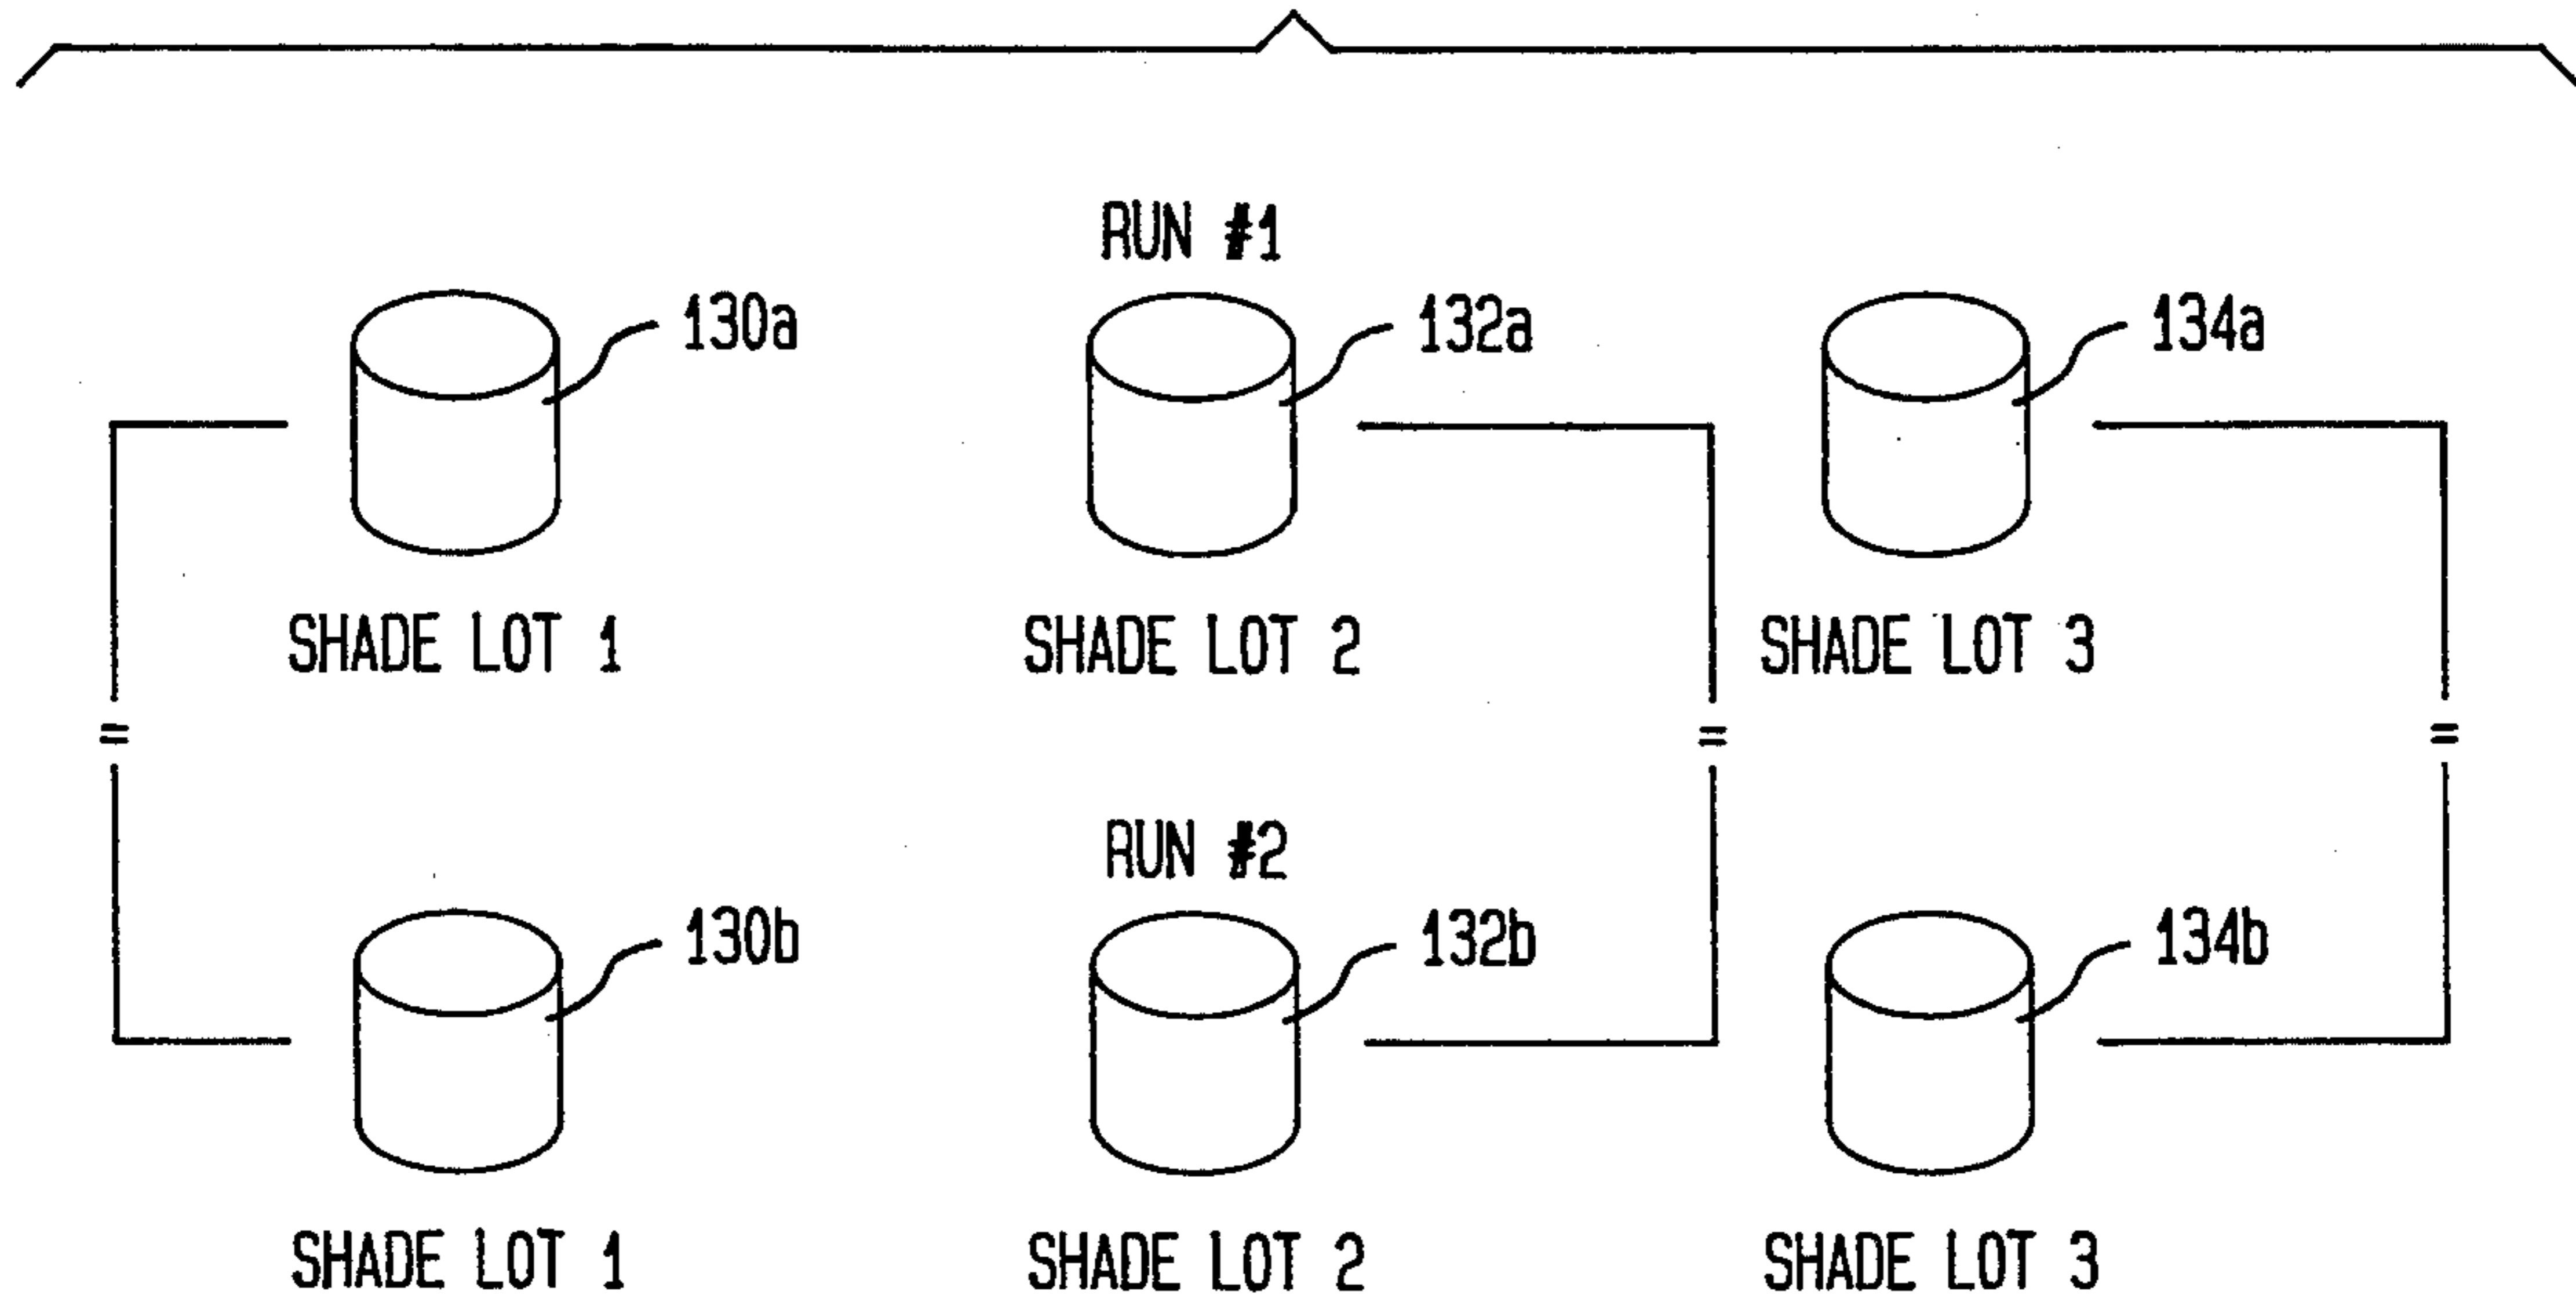 RUN #1
130a
132a
134a
SHADE LOT 1
SHADE LOT 2
SHADE LOT 3
=
=
=
RUN #2
130b
132b
134b
SHADE LOT 1
SHADE LOT 2
SHADE LOT 3